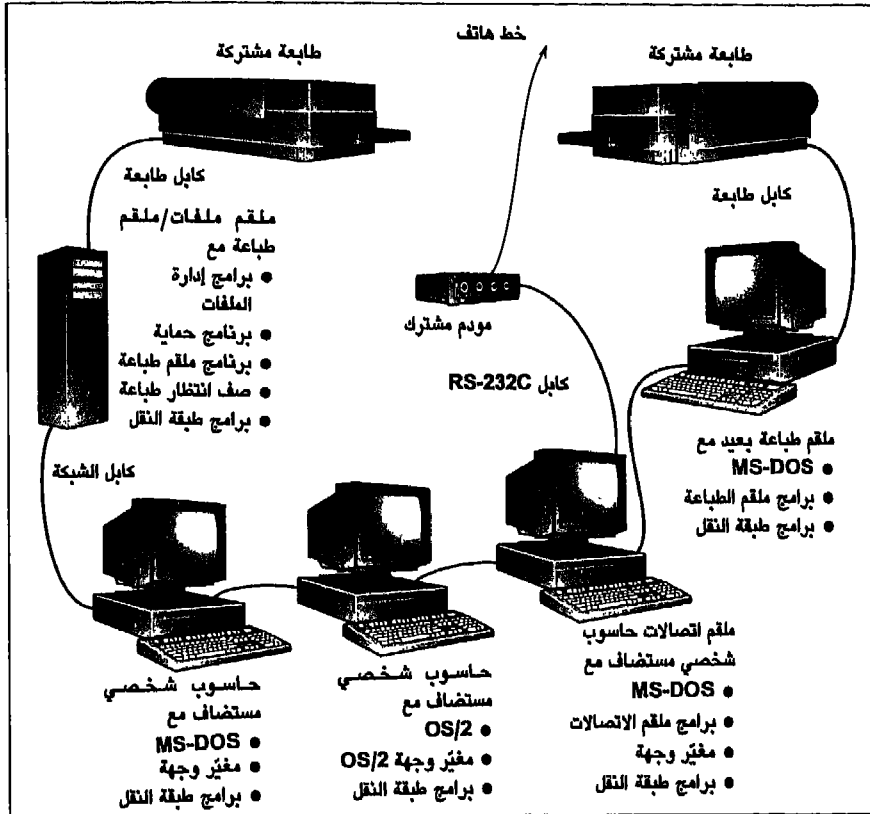 خط هاتف
طابعة مشتركة
طابعة مشتركة
كابل طابعة
كابل طابعة
ملقم ملفات/ملقم
طباعة مع
● برامج إدارة
الملفات
● برنامج حماية
● برنامج ملقم طباعة
● صف انتظار طباعة
● برامج طبقة النقل
مودم مشترك
كابل RS-232C
كابل الشبكة
ملقم طباعة بعيد مع
● MS-DOS
● برامج ملقم الطباعة
● برامج طبقة النقل
ملقم اتصالات حاسوب
شخصي مستضاف مع
● MS-DOS
● برامج ملقم الاتصالات
● مغيّر وجهة
● برامج طبقة النقل
حاسوب شخصي
مستضاف مع
● OS/2
● مغيّر وجهة OS/2
● برامج طبقة النقل
حاسوب شخصي
مستضاف مع
● MS-DOS
● مغيّر وجهة
● برامج طبقة النقل